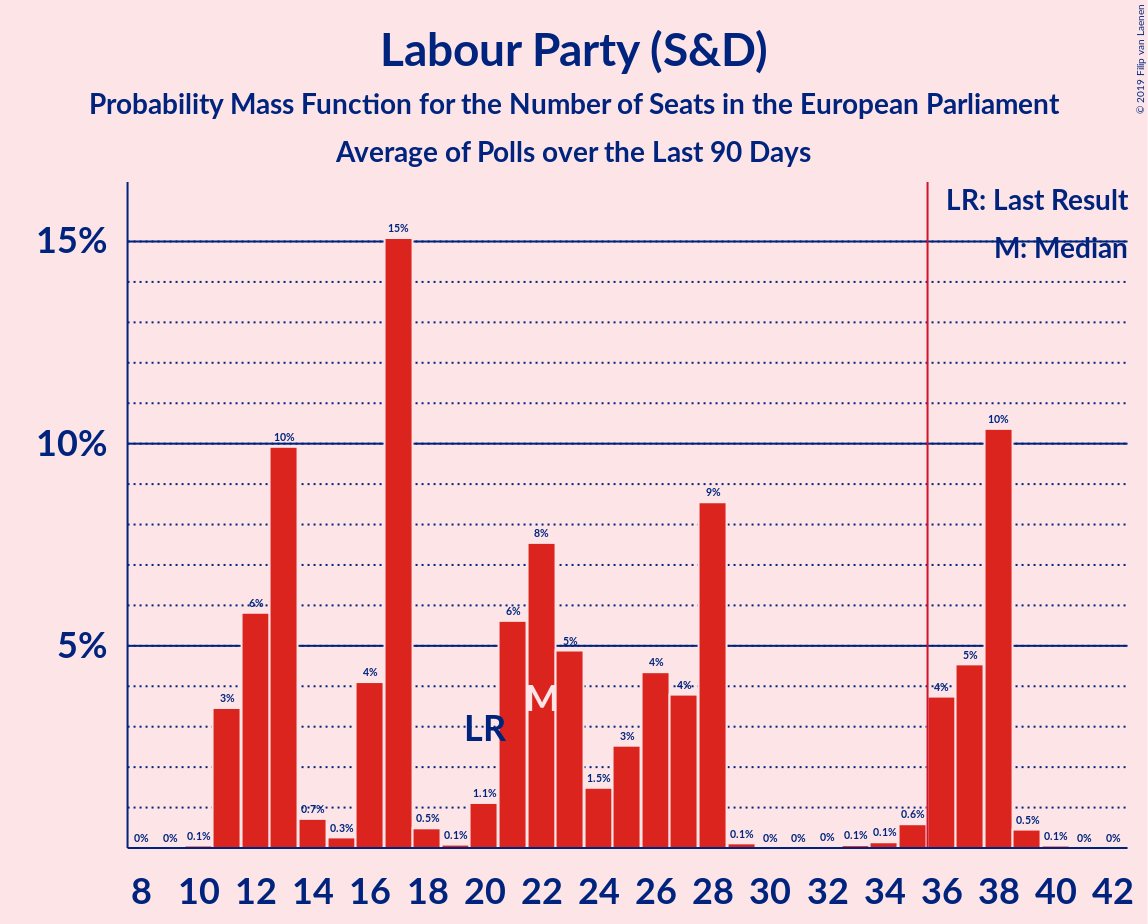 Labour Party (S&D)
Probability Mass Function for the Number of Seats in the European Parliament
Average of Polls over the Last 90 Days
© 2019 Filip van Laenen
LR: Last Result
M: Median
15%
10%
5%
0% 0% 0.1% 3% 6% 10% 0.7% 0.3% 4% 15% 0.5% 0.1% 1.1% 6% 8% 5% 1.5% 3% 4% 4% 9% 0.1% 0% 0% 0% 0.1% 0.1% 0.6% 4% 5% 10% 0.5% 0.1% 0% 0%
LR M
8 10 12 14 16 18 20 22 24 26 28 30 32 34 36 38 40 42